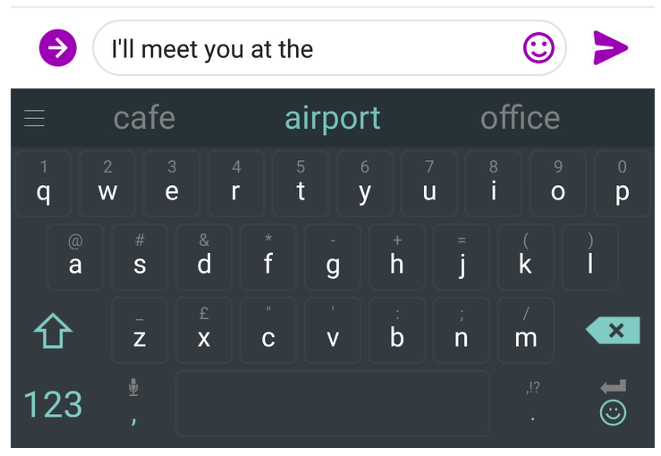 I'll meet you at the
cafe airport office
1 2 3 4 5 6 7 8 9 0
q w e r t y u i o p
@ # & * - + = ( )
a s d f g h j k l
_ £ " ' : ; /
z x c v b n m
123 , ,!? .